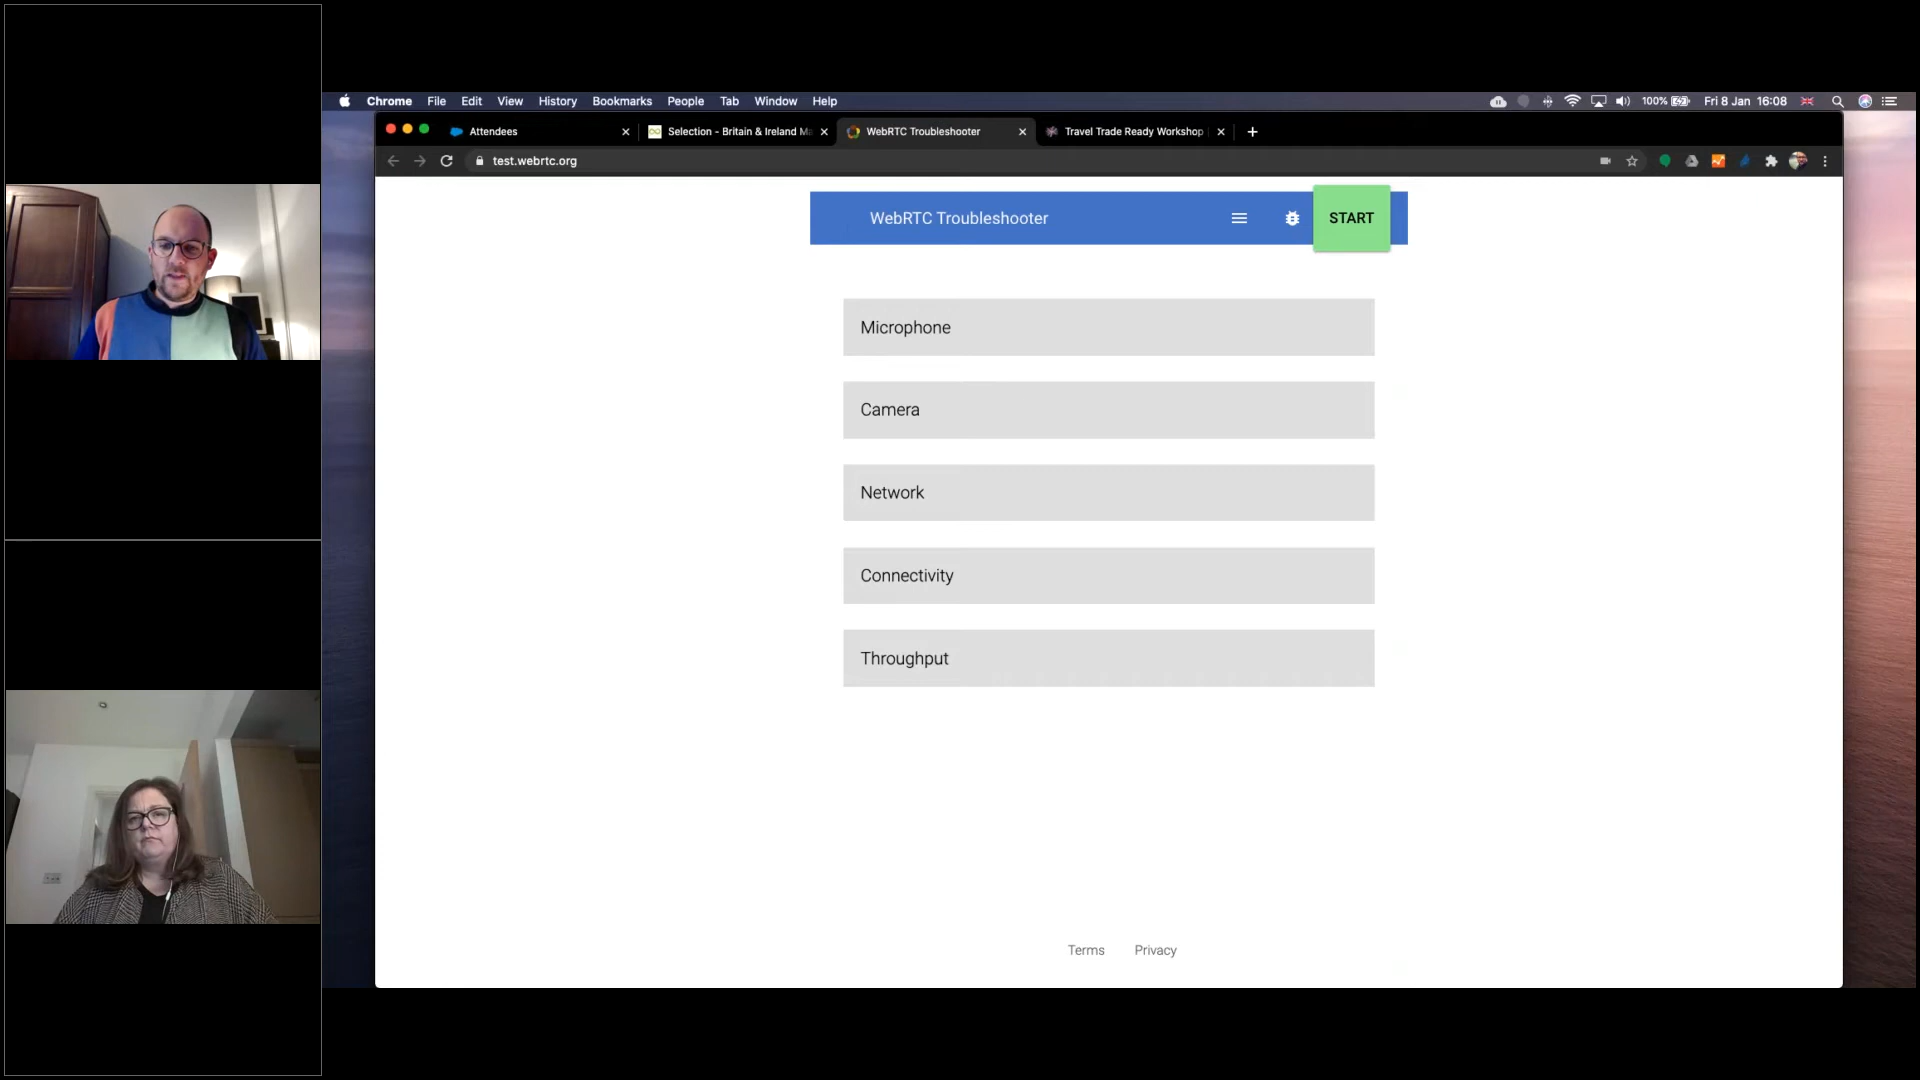 Chrome File Edit View History Bookmarks People Tab Window Help 100% Fri 8 Jan 16:08
Attendees Selection - Britain & Ireland Ma WebRTC Troubleshooter Travel Trade Ready Workshop
test.webrtc.org
WebRTC Troubleshooter START
Microphone
Camera
Network
Connectivity
Throughput
Terms Privacy